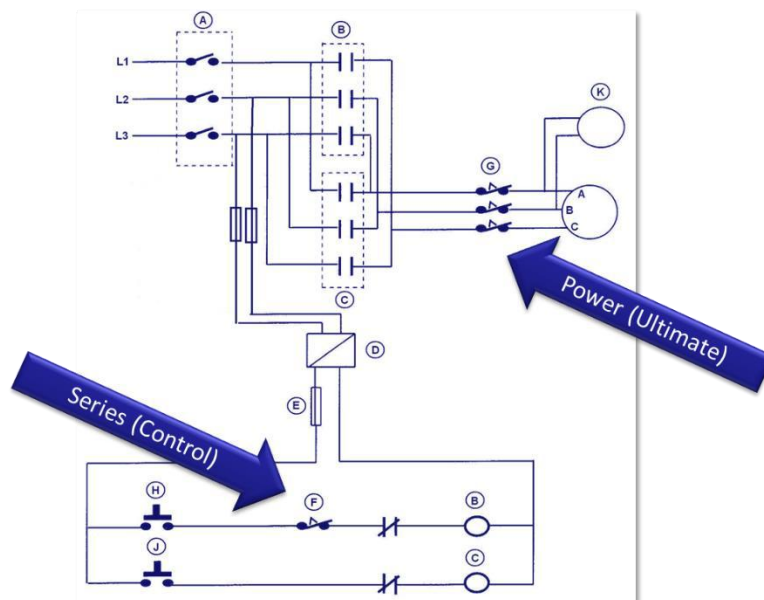 A
B
K
L1
L2
L3
G
A
B
C
C
D
E
Power (Ultimate)
Series (Control)
H
F
B
J
C